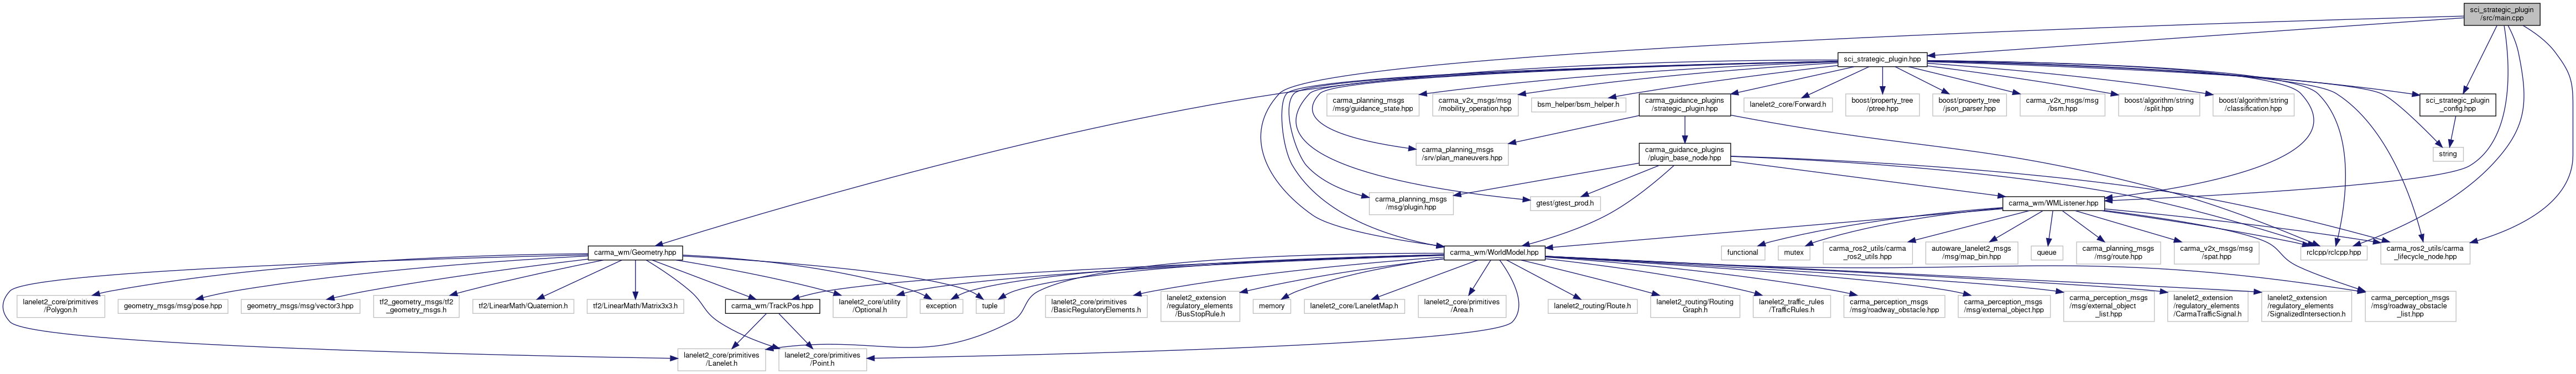 sci_strategic_plugin
/src/main.cpp
sci_strategic_plugin.hpp
carma_planning_msgs
/msg/guidance_state.hpp
carma_v2x_msgs/msg
/mobility_operation.hpp
bsm_helper/bsm_helper.h
carma_guidance_plugins
/strategic_plugin.hpp
lanelet2_core/Forward.h
boost/property_tree
/ptree.hpp
boost/property_tree
/json_parser.hpp
carma_v2x_msgs/msg
/bsm.hpp
boost/algorithm/string
/split.hpp
boost/algorithm/string
/classification.hpp
sci_strategic_plugin
_config.hpp
carma_planning_msgs
/srv/plan_maneuvers.hpp
carma_guidance_plugins
/plugin_base_node.hpp
string
carma_planning_msgs
/msg/plugin.hpp
gtest/gtest_prod.h
carma_wm/WMListener.hpp
carma_wm/Geometry.hpp
carma_wm/WorldModel.hpp
functional
mutex
carma_ros2_utils/carma
_ros2_utils.hpp
autoware_lanelet2_msgs
/msg/map_bin.hpp
queue
carma_planning_msgs
/msg/route.hpp
carma_v2x_msgs/msg
/spat.hpp
rclcpp/rclcpp.hpp
carma_ros2_utils/carma
_lifecycle_node.hpp
lanelet2_core/primitives
/Polygon.h
geometry_msgs/msg/pose.hpp
geometry_msgs/msg/vector3.hpp
tf2_geometry_msgs/tf2
_geometry_msgs.h
tf2/LinearMath/Quaternion.h
tf2/LinearMath/Matrix3x3.h
carma_wm/TrackPos.hpp
lanelet2_core/utility
/Optional.h
exception
tuple
lanelet2_core/primitives
/BasicRegulatoryElements.h
lanelet2_extension
/regulatory_elements
/BusStopRule.h
memory
lanelet2_core/LaneletMap.h
lanelet2_core/primitives
/Area.h
lanelet2_routing/Route.h
lanelet2_routing/Routing
Graph.h
lanelet2_traffic_rules
/TrafficRules.h
carma_perception_msgs
/msg/roadway_obstacle.hpp
carma_perception_msgs
/msg/external_object.hpp
carma_perception_msgs
/msg/external_object
_list.hpp
lanelet2_extension
/regulatory_elements
/CarmaTrafficSignal.h
lanelet2_extension
/regulatory_elements
/SignalizedIntersection.h
carma_perception_msgs
/msg/roadway_obstacle
_list.hpp
lanelet2_core/primitives
/Lanelet.h
lanelet2_core/primitives
/Point.h